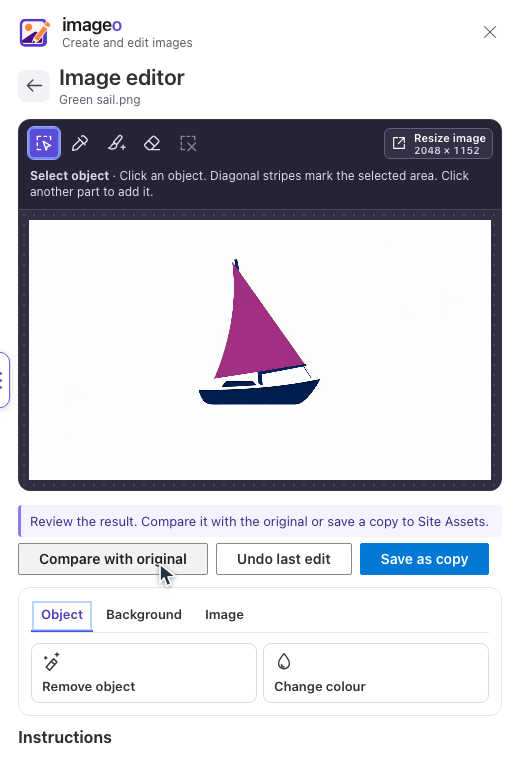 imageo
Create and edit images
Image editor
Green sail.png
Resize image
2048 × 1152
Select object · Click an object. Diagonal stripes mark the selected area. Click
another part to add it.
Review the result. Compare it with the original or save a copy to Site Assets.
Compare with original
Undo last edit
Save as copy
Object
Background
Image
Remove object
Change colour
Instructions